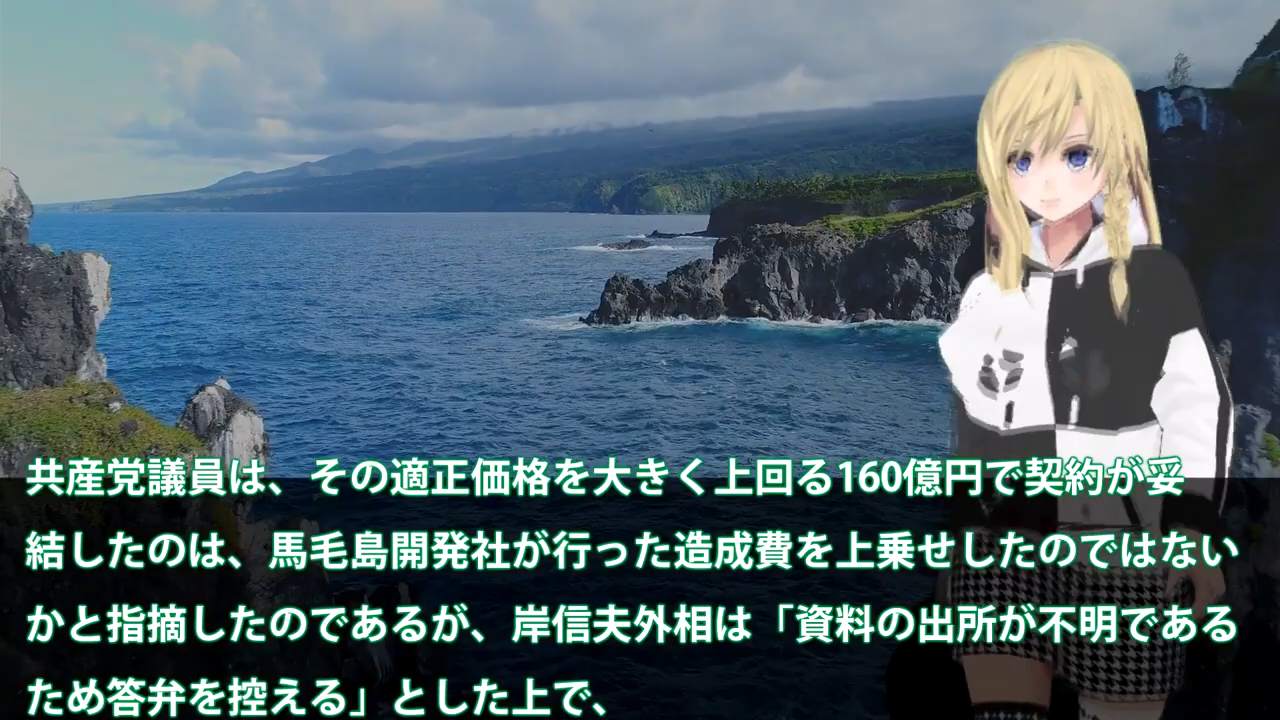 共産党議員は、その適正価格を大きく上回る160億円で契約が妥
結したのは、馬毛島開発社が行った造成費を上乗せしたのではない
かと指摘したのであるが、岸信夫外相は「資料の出所が不明である
ため答弁を控える」とした上で、